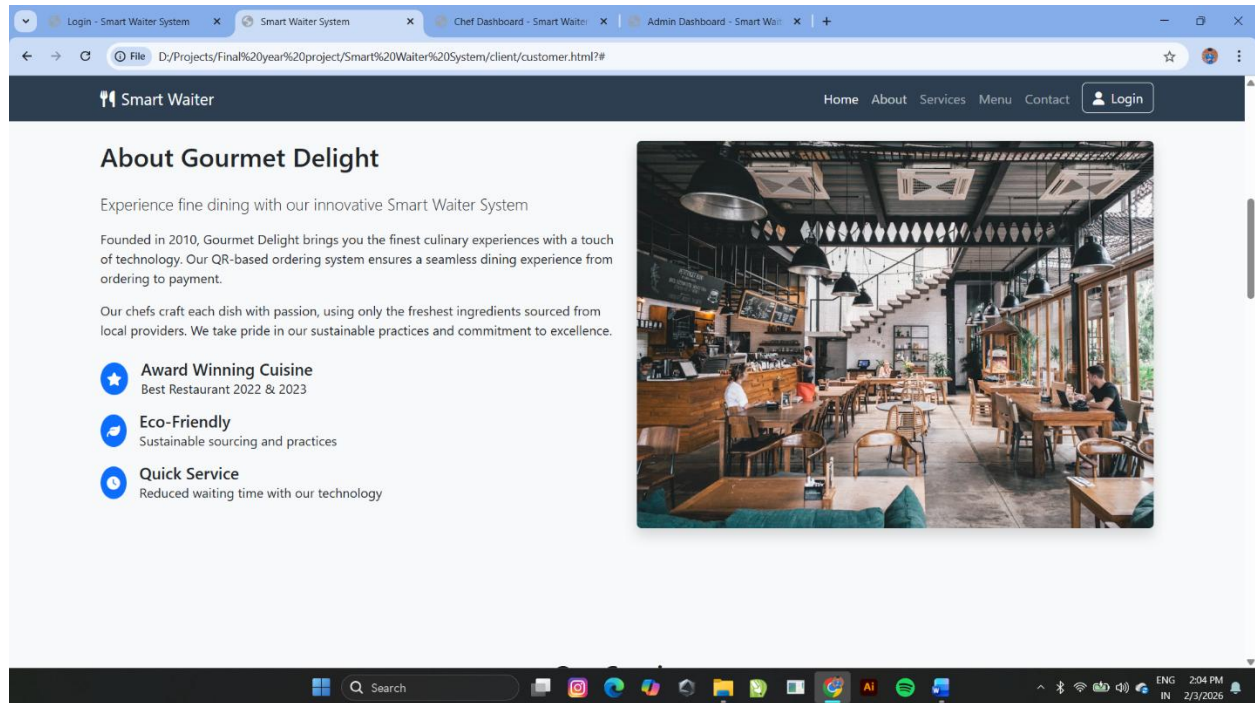 Login - Smart Waiter System
Smart Waiter System
Chef Dashboard - Smart Waiter
Admin Dashboard - Smart Wait
File D:/Projects/Final%20year%20project/Smart%20Waiter%20System/client/customer.html?#
Smart Waiter
Home About Services Menu Contact Login
About Gourmet Delight
Experience fine dining with our innovative Smart Waiter System
Founded in 2010, Gourmet Delight brings you the finest culinary experiences with a touch
of technology. Our QR-based ordering system ensures a seamless dining experience from
ordering to payment.
Our chefs craft each dish with passion, using only the freshest ingredients sourced from
local providers. We take pride in our sustainable practices and commitment to excellence.
Award Winning Cuisine
Best Restaurant 2022 & 2023
Eco-Friendly
Sustainable sourcing and practices
Quick Service
Reduced waiting time with our technology
Search
Ai
ENG
IN
2:04 PM
2/3/2026